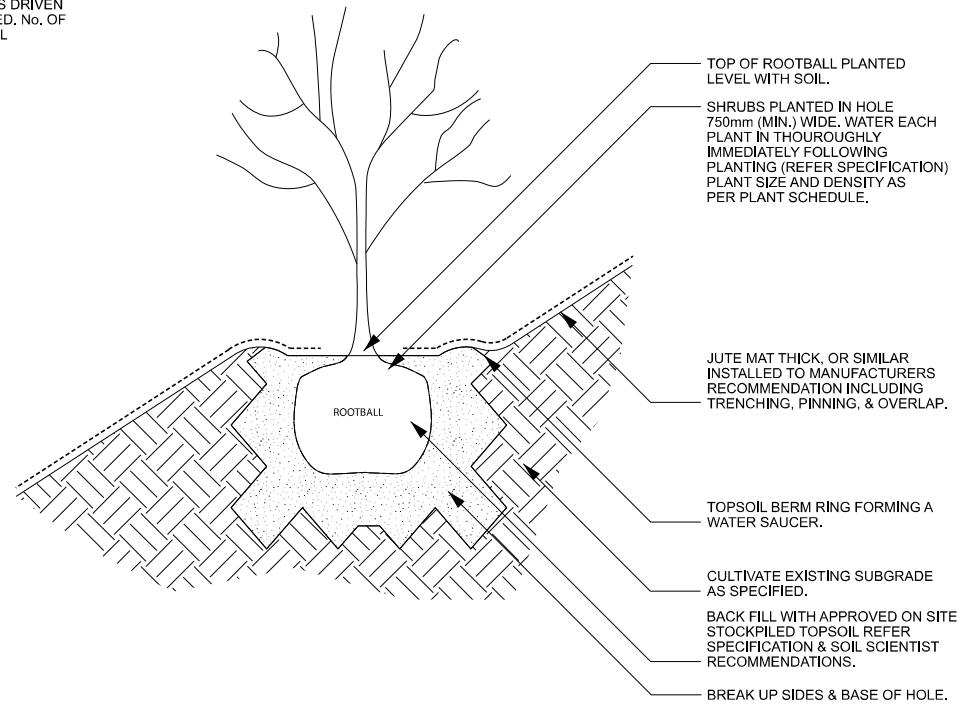 S DRIVEN
ED. No. OF
L
TOP OF ROOTBALL PLANTED
LEVEL WITH SOIL.
SHRUBS PLANTED IN HOLE
750mm (MIN.) WIDE. WATER EACH
PLANT IN THOUROUGHLY
IMMEDIATELY FOLLOWING
PLANTING (REFER SPECIFICATION)
PLANT SIZE AND DENSITY AS
PER PLANT SCHEDULE.
JUTE MAT THICK, OR SIMILAR
INSTALLED TO MANUFACTURERS
RECOMMENDATION INCLUDING
TRENCHING, PINNING, & OVERLAP.
ROOTBALL
TOPSOIL BERM RING FORMING A
WATER SAUCER.
CULTIVATE EXISTING SUBGRADE
AS SPECIFIED.
BACK FILL WITH APPROVED ON SITE
STOCKPILED TOPSOIL REFER
SPECIFICATION & SOIL SCIENTIST
RECOMMENDATIONS.
BREAK UP SIDES & BASE OF HOLE.